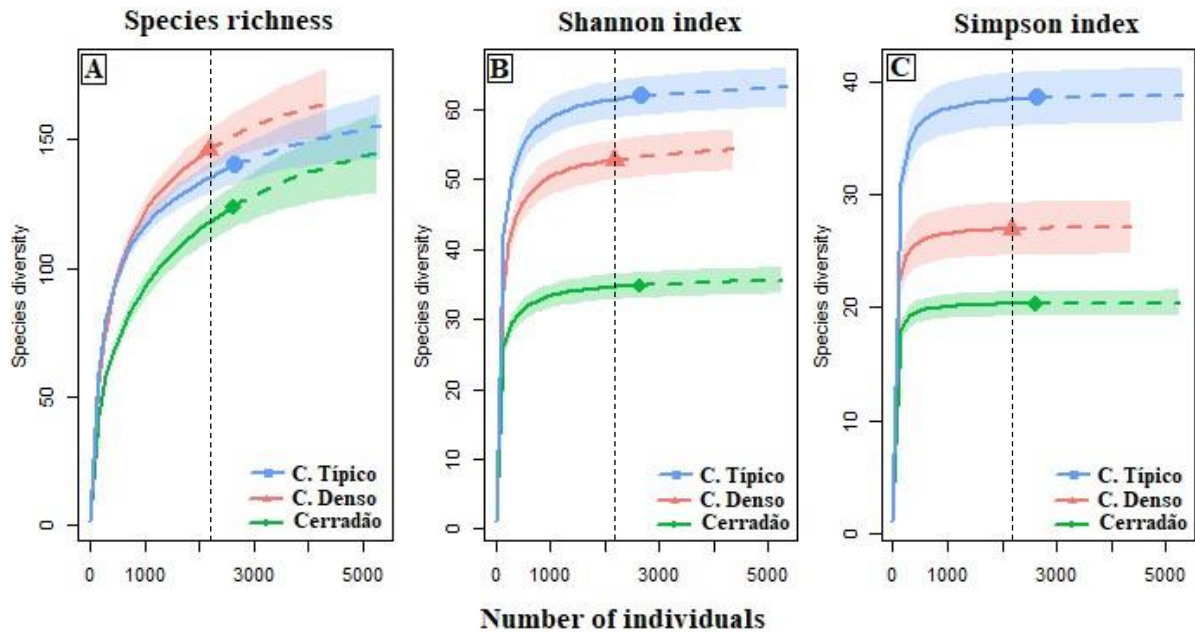 Species richness
Shannon index
Simpson index
A
B
C
Species diversity
0
50
100
150
C. Típico
C. Denso
Cerradão
0
1000
3000
5000
Species diversity
0
10
20
30
40
50
60
C. Típico
C. Denso
Cerradão
0
1000
3000
5000
Species diversity
0
10
20
30
40
C. Típico
C. Denso
Cerradão
0
1000
3000
5000
Number of individuals